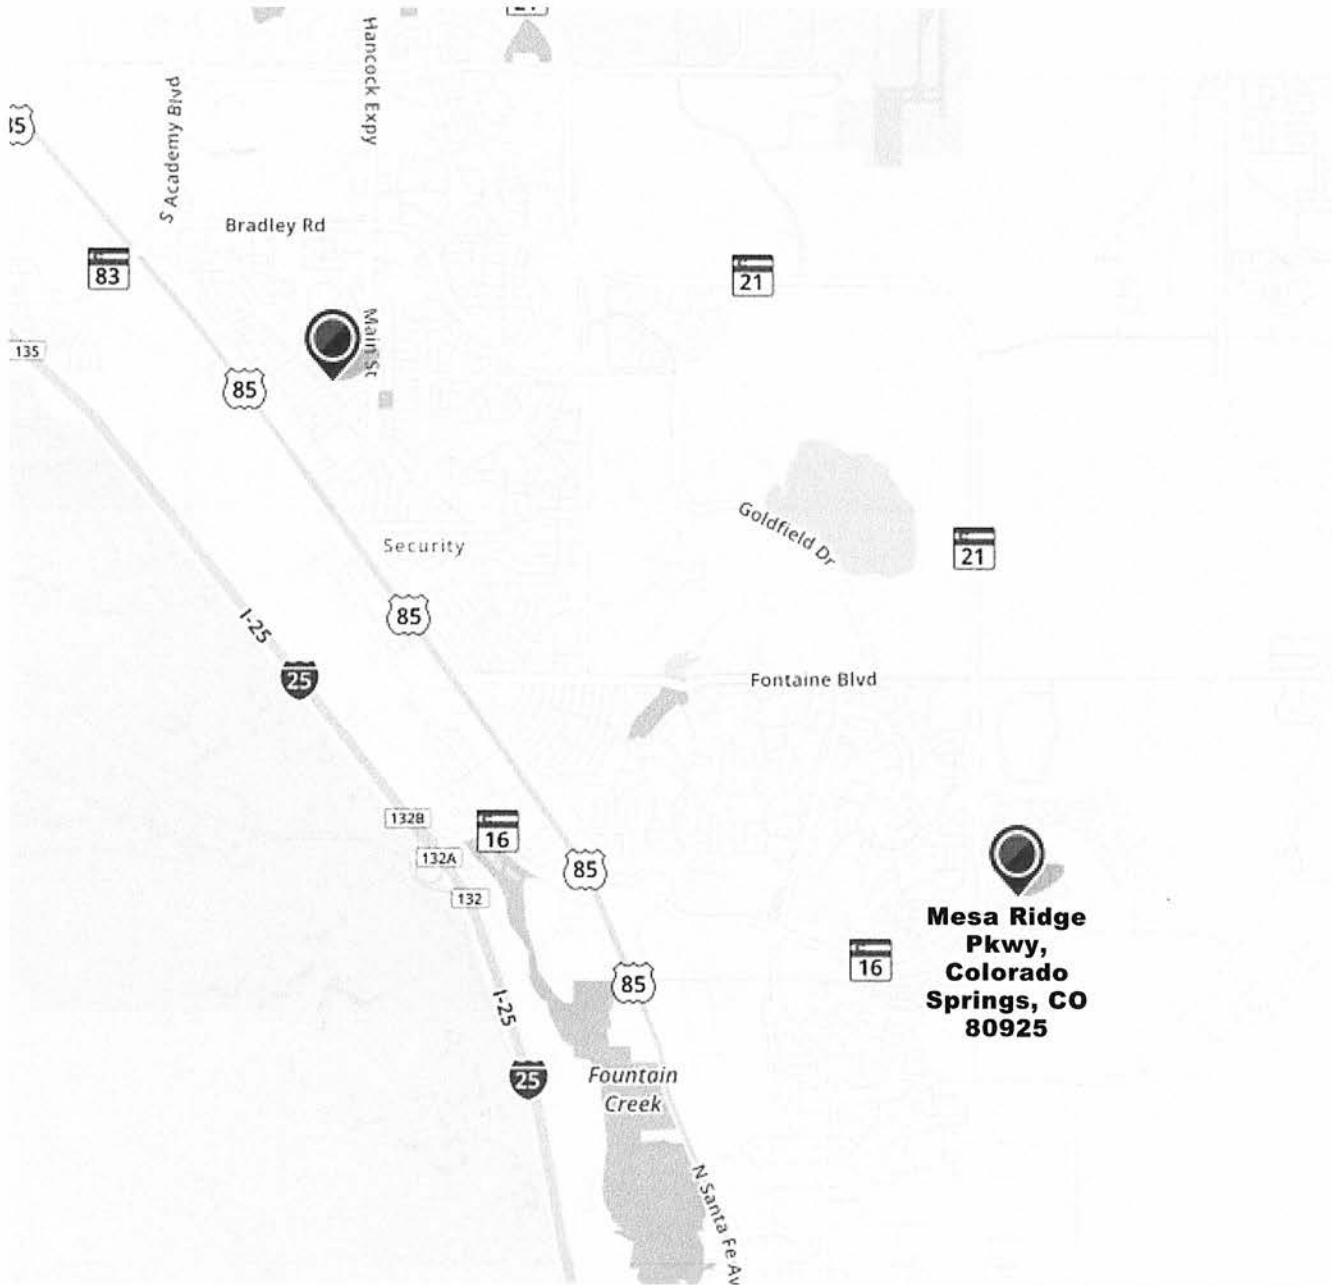 21
Hancock Expy
S Academy Blvd
85
Bradley Rd
83
21
Main St
135
85
Goldfield Dr
21
Security
85
I-25
25
Fontaine Blvd
132B
16
132A
85
132
Mesa Ridge
Pkwy,
Colorado
Springs, CO
80925
16
85
I-25
25
Fountain
Creek
N Santa Fe Av